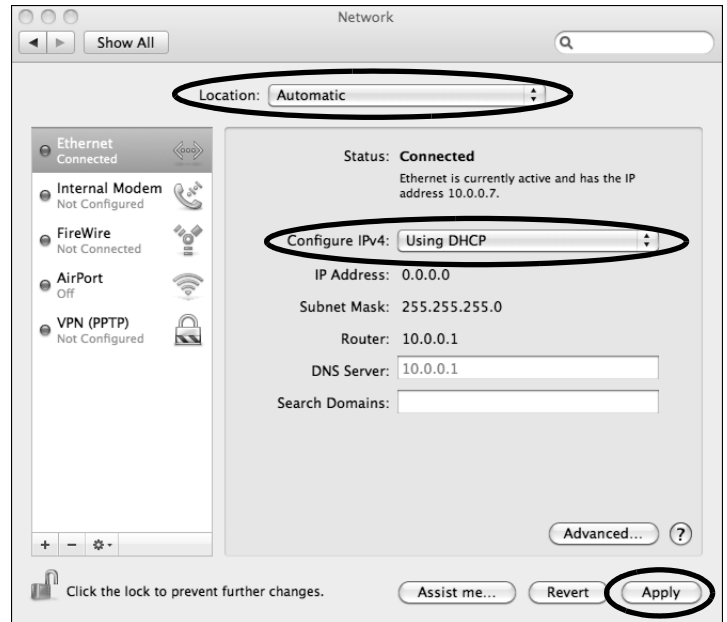 Network
Show All
Location: Automatic
Ethernet
Connected
Internal Modem
Not Configured
FireWire
Not Connected
AirPort
Off
VPN (PPTP)
Not Configured
Status: Connected
Ethernet is currently active and has the IP
address 10.0.0.7.
Configure IPv4: Using DHCP
IP Address: 0.0.0.0
Subnet Mask: 255.255.255.0
Router: 10.0.0.1
DNS Server: 10.0.0.1
Search Domains:
Advanced... ?
Click the lock to prevent further changes.
Assist me... Revert Apply